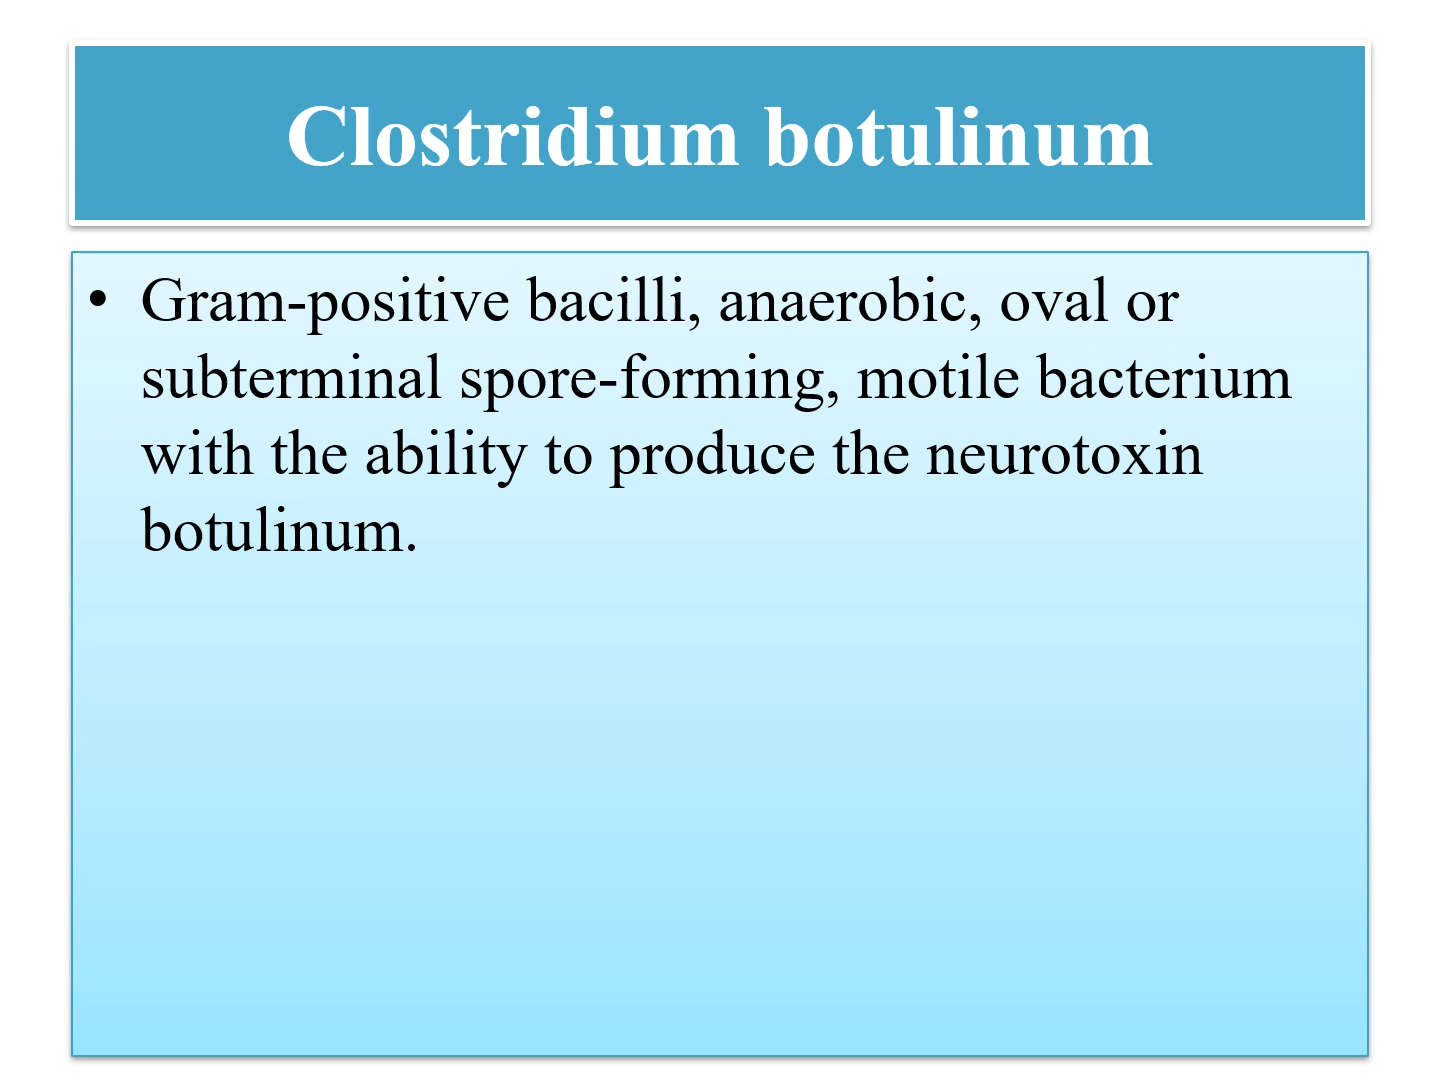 Clostridium botulinum
• Gram-positive bacilli, anaerobic, oval or
subterminal spore-forming, motile bacterium
with the ability to produce the neurotoxin
botulinum.